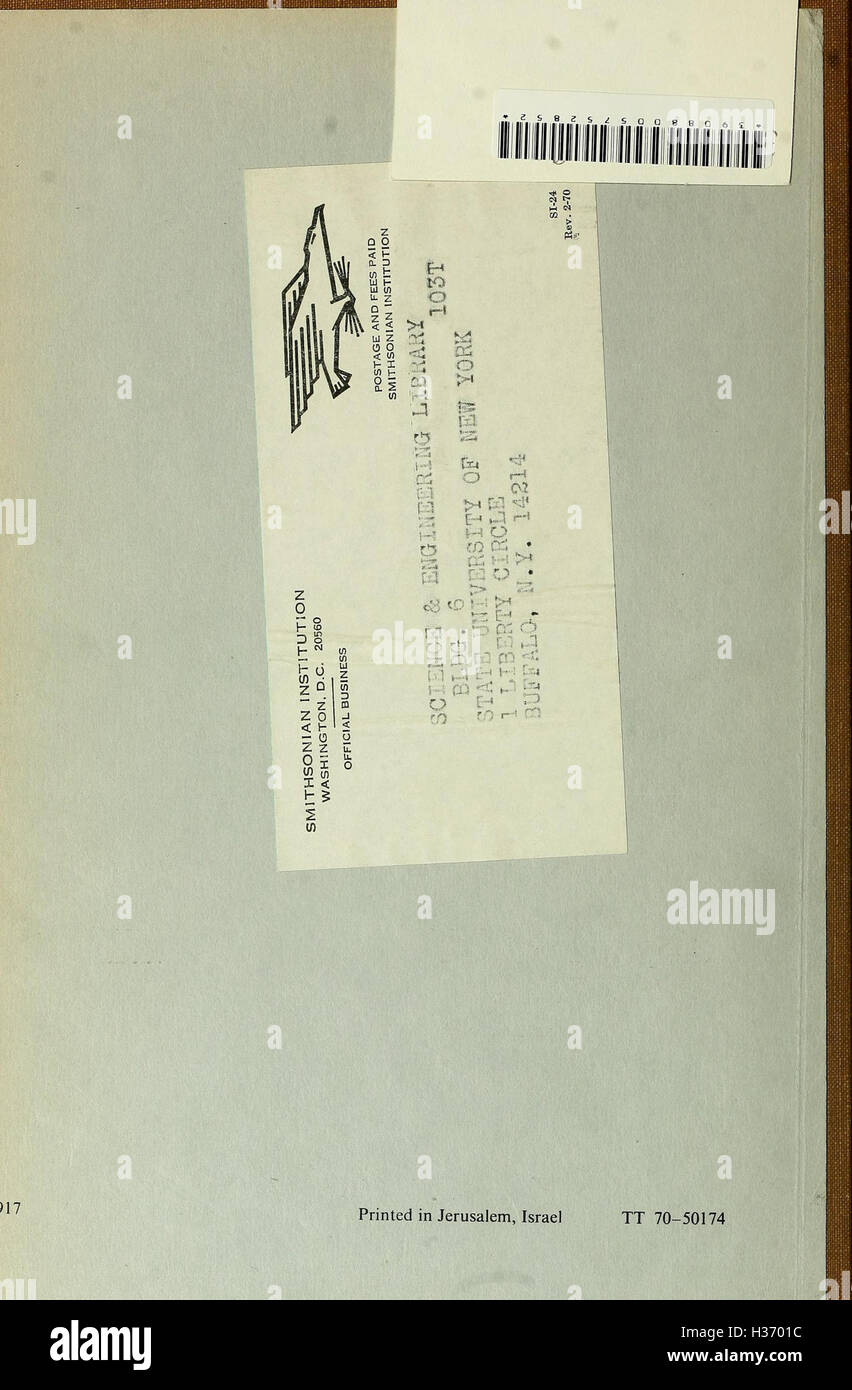 *39088005752852*
SI-24
Rev. 2-70
POSTAGE AND FEES PAID
SMITHSONIAN INSTITUTION
SMITHSONIAN INSTITUTION
WASHINGTON, D.C. 20560
OFFICIAL BUSINESS
SCIENCE & ENGINEERING LIBRARY 103T
BLDG. 6
STATE UNIVERSITY OF NEW YORK
1 LIBERTY CIRCLE
BUFFALO, N.Y. 14214
917
Printed in Jerusalem, Israel TT 70-50174
alamy
alamy
H3701C
www.alamy.com